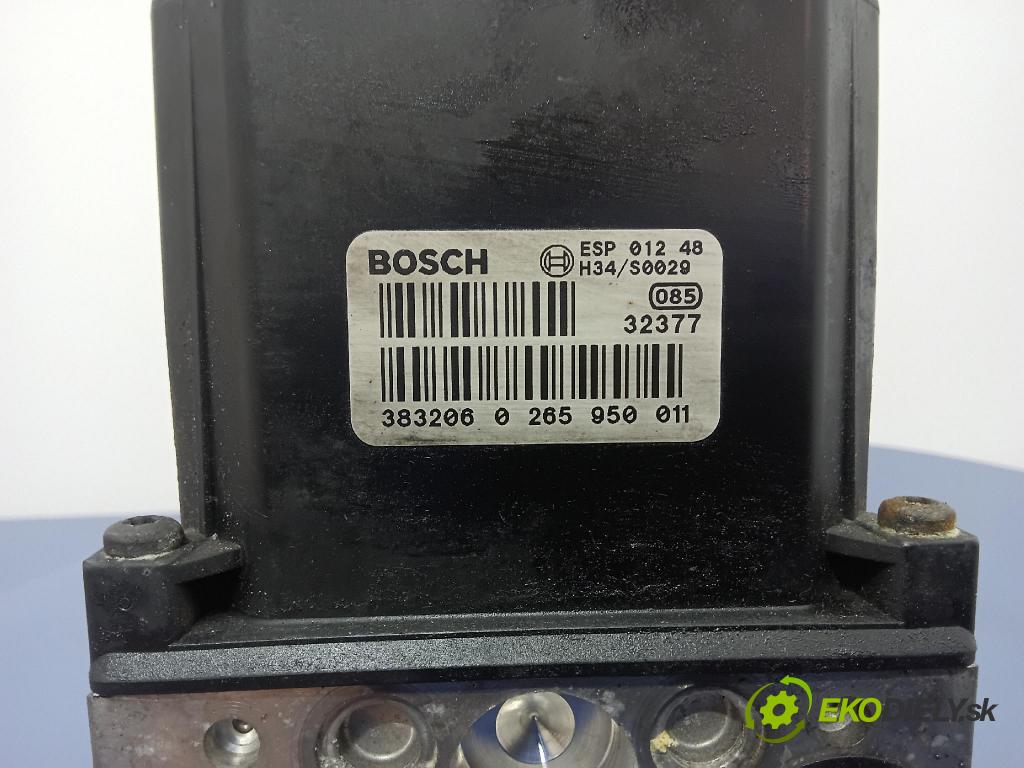 BOSCH
ESP 012 48
H34/S0029
085
32377
383206 0 265 950 011
EKODIELY.sk